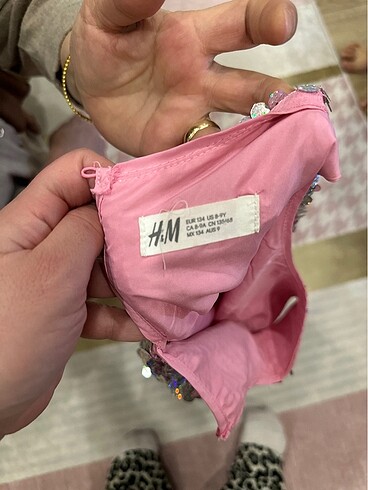 H&M
EUR 134 US 8-9Y
CA 8-9A CN 135/68
MX 134 AUS 9